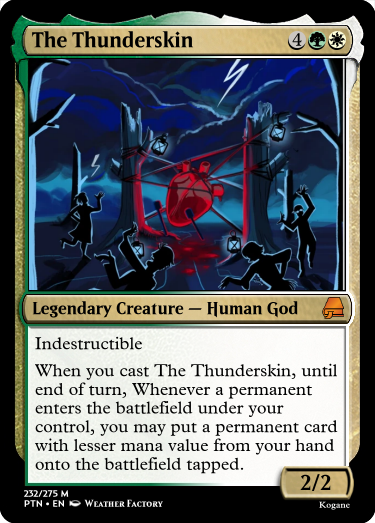 The Thunderskin 4
Legendary Creature — Human God
Indestructible
When you cast The Thunderskin, until
end of turn, Whenever a permanent
enters the battlefield under your
control, you may put a permanent card
with lesser mana value from your hand
onto the battlefield tapped.
2/2
232/275 M
PTN • EN Weather Factory
Kogane